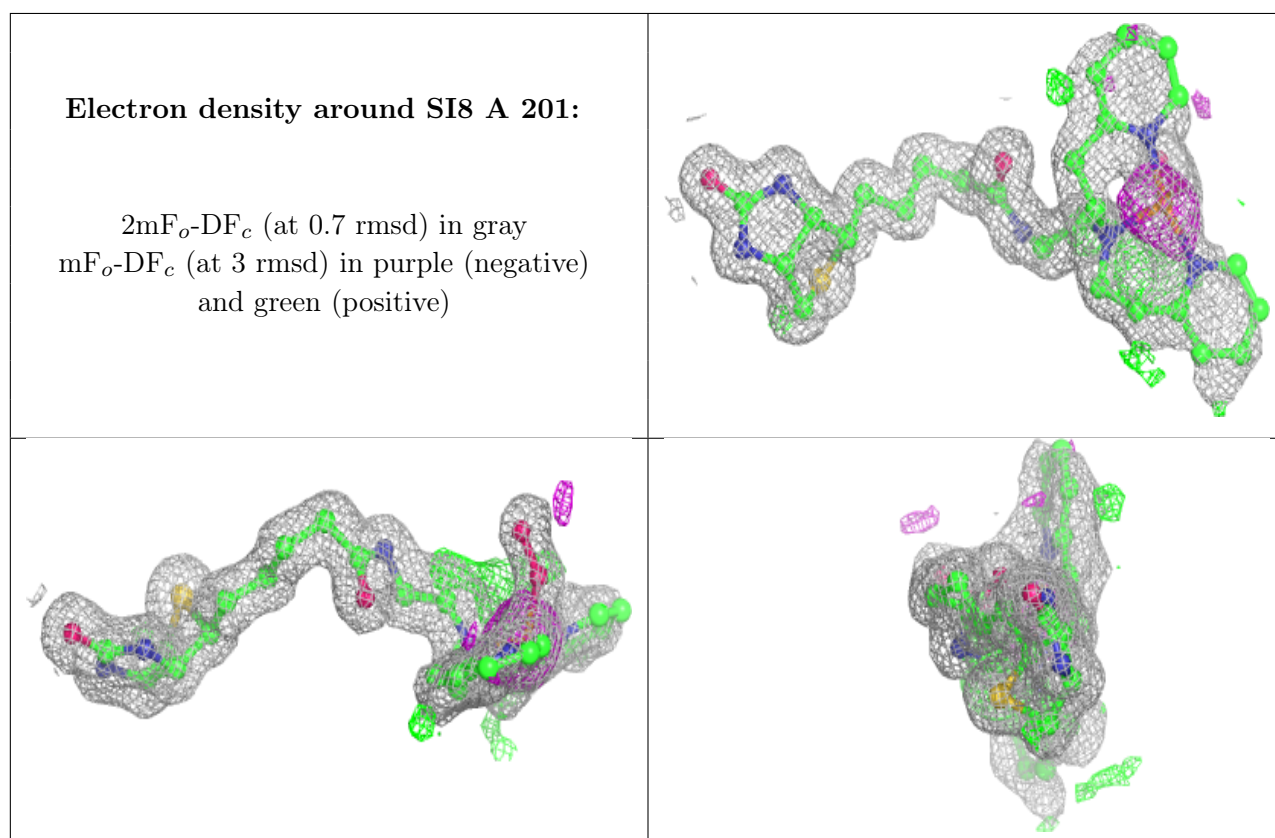 Electron density around SI8 A 201:
2mFo-DFc (at 0.7 rmsd) in gray
mFo-DFc (at 3 rmsd) in purple (negative)
and green (positive)